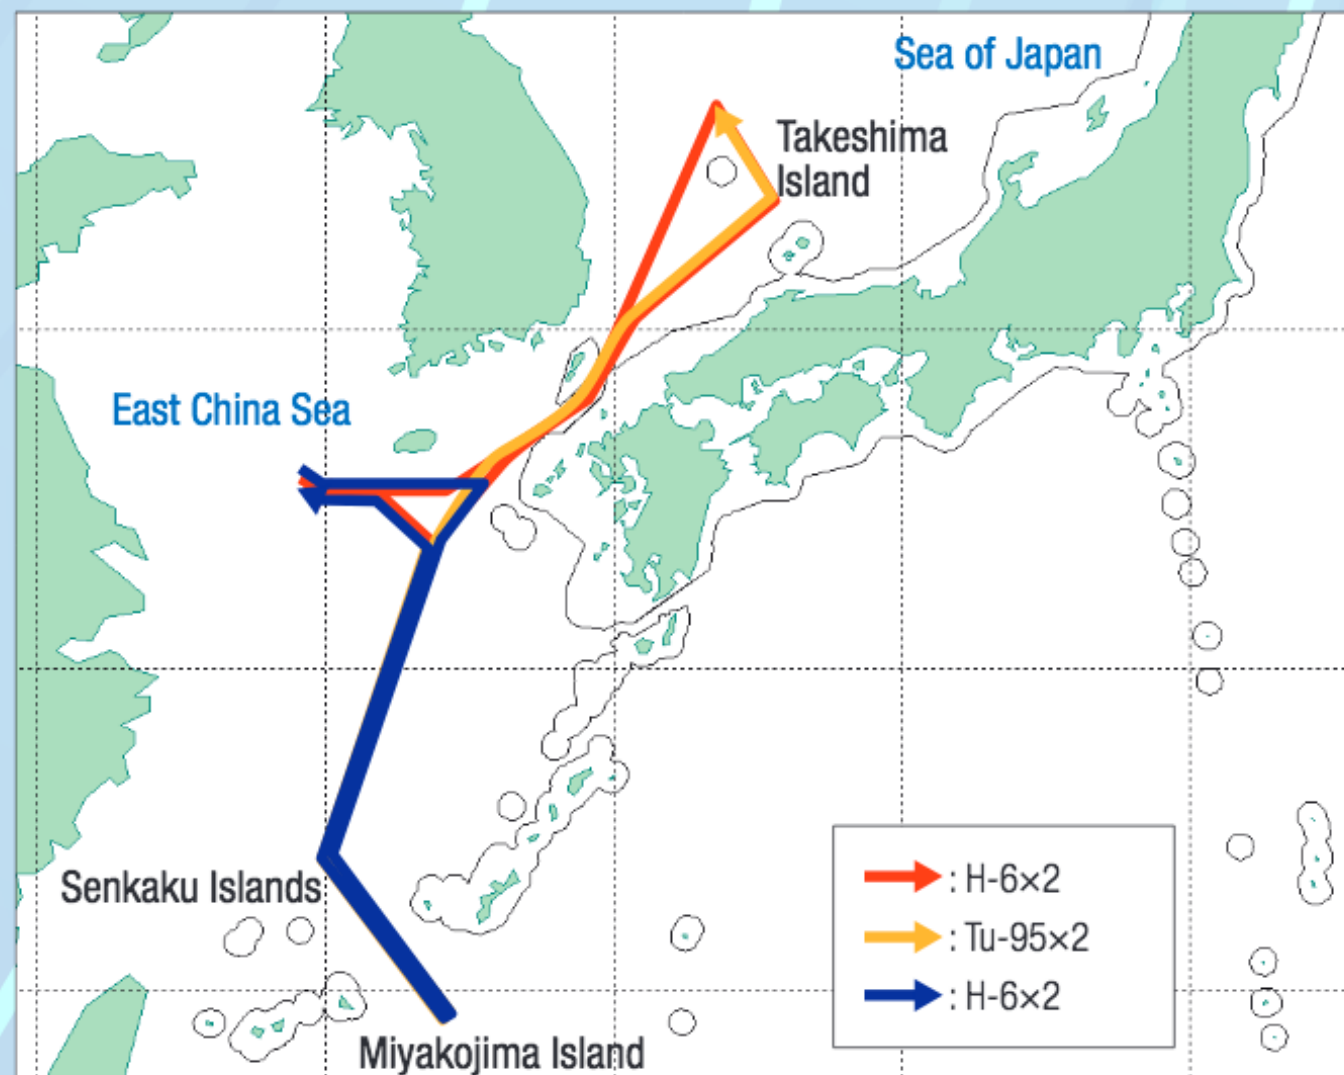 Sea of Japan
Takeshima
Island
East China Sea
Senkaku Islands
Miyakojima Island
: H-6×2
: Tu-95×2
: H-6×2